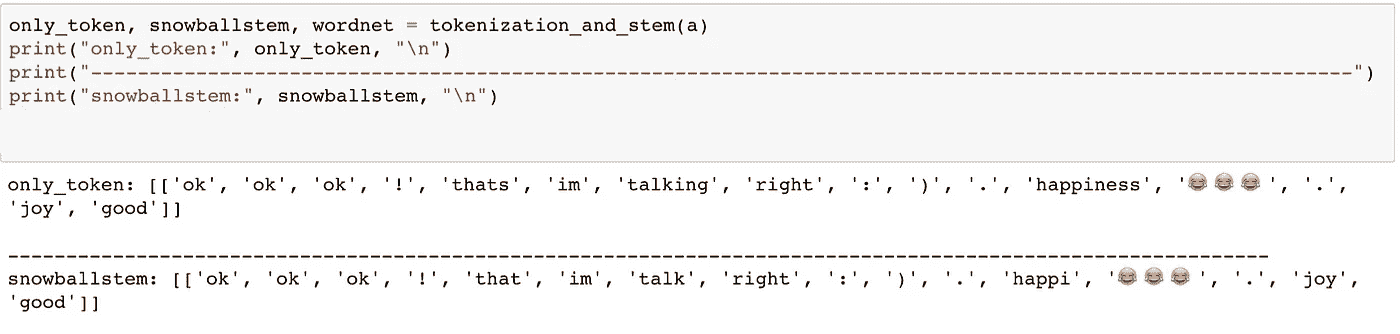 only_token, snowballstem, wordnet = tokenization_and_stem(a)
print("only_token:", only_token, "\n")
print("------------------------------------------------------------------------------------------------------------")
print("snowballstem:", snowballstem, "\n")
only_token: [['ok', 'ok', 'ok', '!', 'thats', 'im', 'talking', 'right', ':', ')', '.', 'happiness', '😂😂😂', '.',
'joy', 'good']]
------------------------------------------------------------------------------------------------------------
snowballstem: [['ok', 'ok', 'ok', '!', 'that', 'im', 'talk', 'right', ':', ')', '.', 'happi', '😂😂😂', '.', 'joy',
'good']]